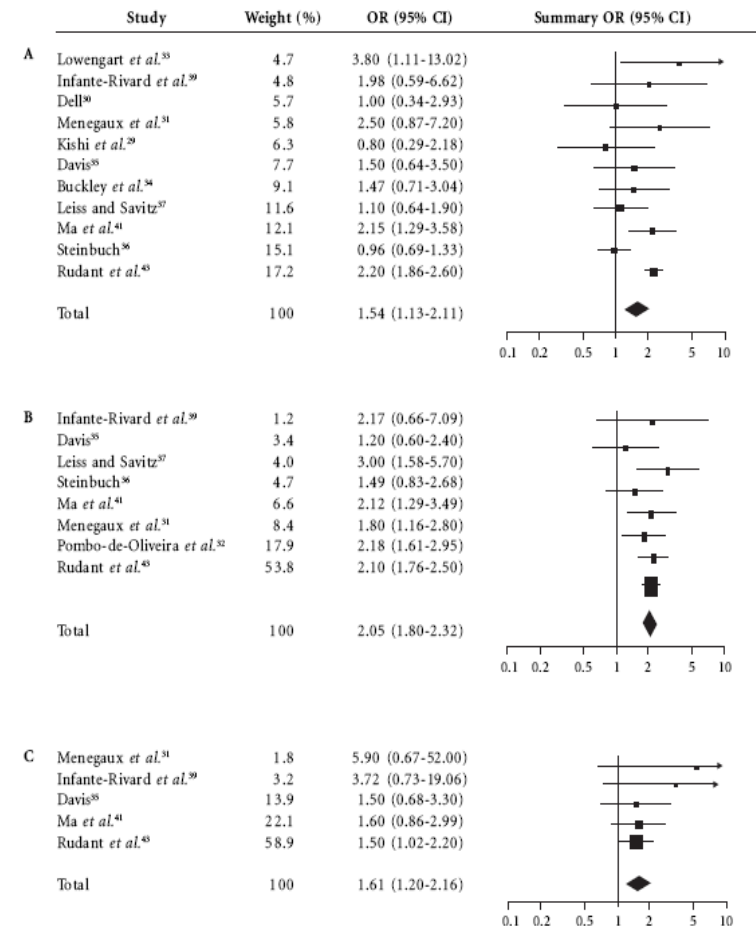 Study Weight (%) OR (95% CI) Summary OR (95% CI)
A
Lowengart et al.³³ 4.7 3.80 (1.11-13.02)
Infante-Rivard et al.³⁹ 4.8 1.98 (0.59-6.62)
Dell³⁰ 5.7 1.00 (0.34-2.93)
Menegaux et al.³¹ 5.8 2.50 (0.87-7.20)
Kishi et al.²⁹ 6.3 0.80 (0.29-2.18)
Davis³⁵ 7.7 1.50 (0.64-3.50)
Buckley et al.³⁴ 9.1 1.47 (0.71-3.04)
Leiss and Savitz³⁷ 11.6 1.10 (0.64-1.90)
Ma et al.⁴¹ 12.1 2.15 (1.29-3.58)
Steinbuch³⁶ 15.1 0.96 (0.69-1.33)
Rudant et al.⁴³ 17.2 2.20 (1.86-2.60)
Total 100 1.54 (1.13-2.11)
0.1 0.2 0.5 1 2 5 10
B
Infante-Rivard et al.³⁹ 1.2 2.17 (0.66-7.09)
Davis³⁵ 3.4 1.20 (0.60-2.40)
Leiss and Savitz³⁷ 4.0 3.00 (1.58-5.70)
Steinbuch³⁶ 4.7 1.49 (0.83-2.68)
Ma et al.⁴¹ 6.6 2.12 (1.29-3.49)
Menegaux et al.³¹ 8.4 1.80 (1.16-2.80)
Pombo-de-Oliveira et al.³² 17.9 2.18 (1.61-2.95)
Rudant et al.⁴³ 53.8 2.10 (1.76-2.50)
Total 100 2.05 (1.80-2.32)
0.1 0.2 0.5 1 2 5 10
C
Menegaux et al.³¹ 1.8 5.90 (0.67-52.00)
Infante-Rivard et al.³⁹ 3.2 3.72 (0.73-19.06)
Davis³⁵ 13.9 1.50 (0.68-3.30)
Ma et al.⁴¹ 22.1 1.60 (0.86-2.99)
Rudant et al.⁴³ 58.9 1.50 (1.02-2.20)
Total 100 1.61 (1.20-2.16)
0.1 0.2 0.5 1 2 5 10